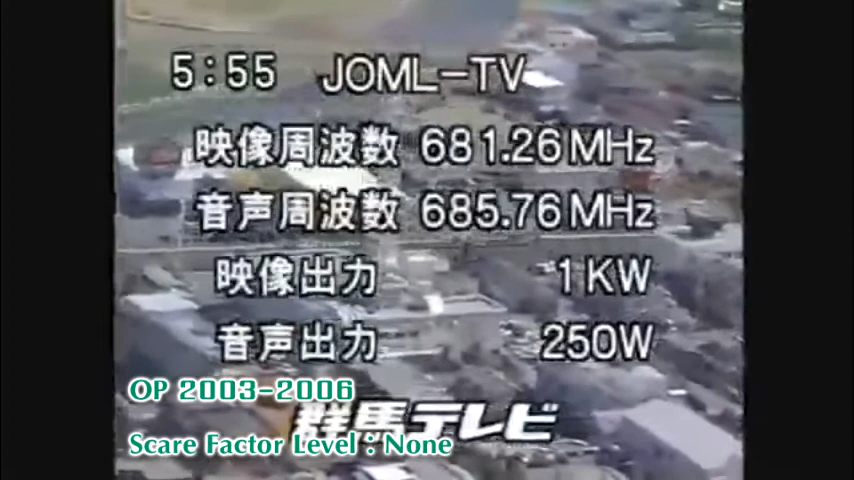 5:55 JOML-TV
映像周波数 681.26MHz
音声周波数 685.76MHz
映像出力 1KW
音声出力 250W
OP 2003-2006
群馬テレビ
Scare Factor Level : None